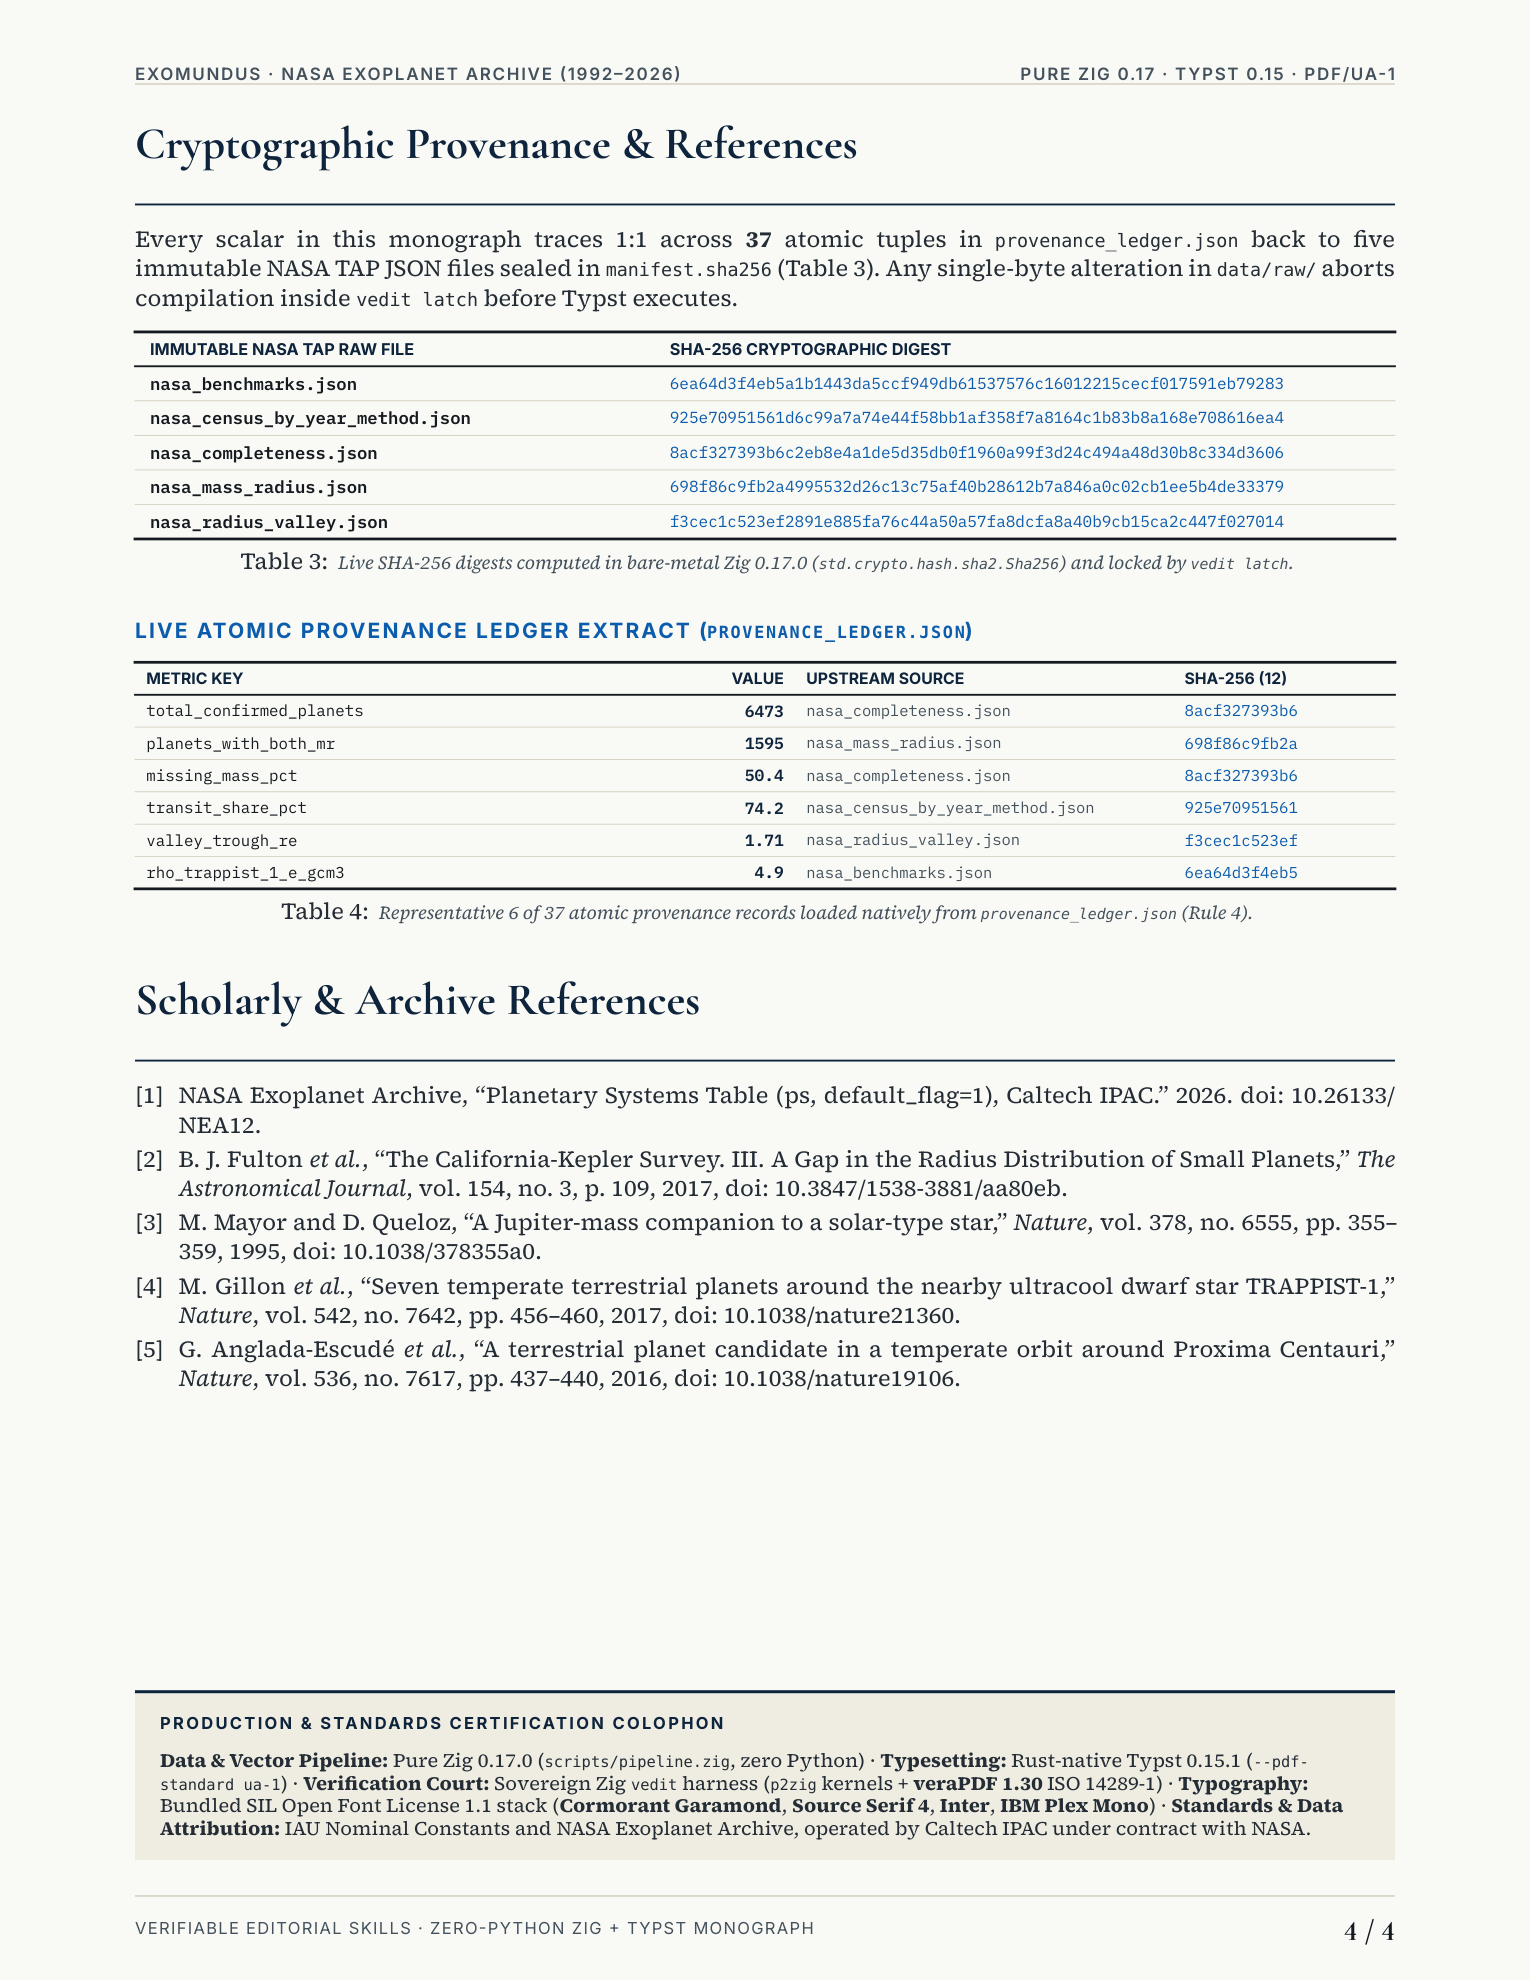 EXOMUNDUS · NASA EXOPLANET ARCHIVE (1992–2026)
PURE ZIG 0.17 · TYPST 0.15 · PDF/UA-1
Cryptographic Provenance & References
Every scalar in this monograph traces 1:1 across 37 atomic tuples in provenance_ledger.json back to five
immutable NASA TAP JSON files sealed in manifest.sha256 (Table 3). Any single-byte alteration in data/raw/ aborts
compilation inside vedit latch before Typst executes.
IMMUTABLE NASA TAP RAW FILE SHA-256 CRYPTOGRAPHIC DIGEST
nasa_benchmarks.json 6ea64d3f4eb5a1b1443da5ccf949db61537576c16012215cecf017591eb79283
nasa_census_by_year_method.json 925e70951561d6c99a7a74e44f58bb1af358f7a8164c1b83b8a168e708616ea4
nasa_completeness.json 8acf327393b6c2eb8e4a1de5d35db0f1960a99f3d24c494a48d30b8c334d3606
nasa_mass_radius.json 698f86c9fb2a4995532d26c13c75af40b28612b7a846a0c02cb1ee5b4de33379
nasa_radius_valley.json f3cec1c523ef2891e885fa76c44a50a57fa8dcfa8a40b9cb15ca2c447f027014
Table 3: Live SHA-256 digests computed in bare-metal Zig 0.17.0 (std.crypto.hash.sha2.Sha256) and locked by vedit latch.
LIVE ATOMIC PROVENANCE LEDGER EXTRACT (PROVENANCE_LEDGER.JSON)
METRIC KEY VALUE UPSTREAM SOURCE SHA-256 (12)
total_confirmed_planets 6473 nasa_completeness.json 8acf327393b6
planets_with_both_mr 1595 nasa_mass_radius.json 698f86c9fb2a
missing_mass_pct 50.4 nasa_completeness.json 8acf327393b6
transit_share_pct 74.2 nasa_census_by_year_method.json 925e70951561
valley_trough_re 1.71 nasa_radius_valley.json f3cec1c523ef
rho_trappist_1_e_gcm3 4.9 nasa_benchmarks.json 6ea64d3f4eb5
Table 4: Representative 6 of 37 atomic provenance records loaded natively from provenance_ledger.json (Rule 4).
Scholarly & Archive References
[1] NASA Exoplanet Archive, “Planetary Systems Table (ps, default_flag=1), Caltech IPAC.” 2026. doi: 10.26133/
NEA12.
[2] B. J. Fulton et al., “The California-Kepler Survey. III. A Gap in the Radius Distribution of Small Planets,” The
Astronomical Journal, vol. 154, no. 3, p. 109, 2017, doi: 10.3847/1538-3881/aa80eb.
[3] M. Mayor and D. Queloz, “A Jupiter-mass companion to a solar-type star,” Nature, vol. 378, no. 6555, pp. 355–
359, 1995, doi: 10.1038/378355a0.
[4] M. Gillon et al., “Seven temperate terrestrial planets around the nearby ultracool dwarf star TRAPPIST-1,”
Nature, vol. 542, no. 7642, pp. 456–460, 2017, doi: 10.1038/nature21360.
[5] G. Anglada-Escudé et al., “A terrestrial planet candidate in a temperate orbit around Proxima Centauri,”
Nature, vol. 536, no. 7617, pp. 437–440, 2016, doi: 10.1038/nature19106.
PRODUCTION & STANDARDS CERTIFICATION COLOPHON
Data & Vector Pipeline: Pure Zig 0.17.0 (scripts/pipeline.zig, zero Python) · Typesetting: Rust-native Typst 0.15.1 (--pdf-
standard ua-1) · Verification Court: Sovereign Zig vedit harness (p2zig kernels + veraPDF 1.30 ISO 14289-1) · Typography:
Bundled SIL Open Font License 1.1 stack (Cormorant Garamond, Source Serif 4, Inter, IBM Plex Mono) · Standards & Data
Attribution: IAU Nominal Constants and NASA Exoplanet Archive, operated by Caltech IPAC under contract with NASA.
VERIFIABLE EDITORIAL SKILLS · ZERO-PYTHON ZIG + TYPST MONOGRAPH
4 / 4